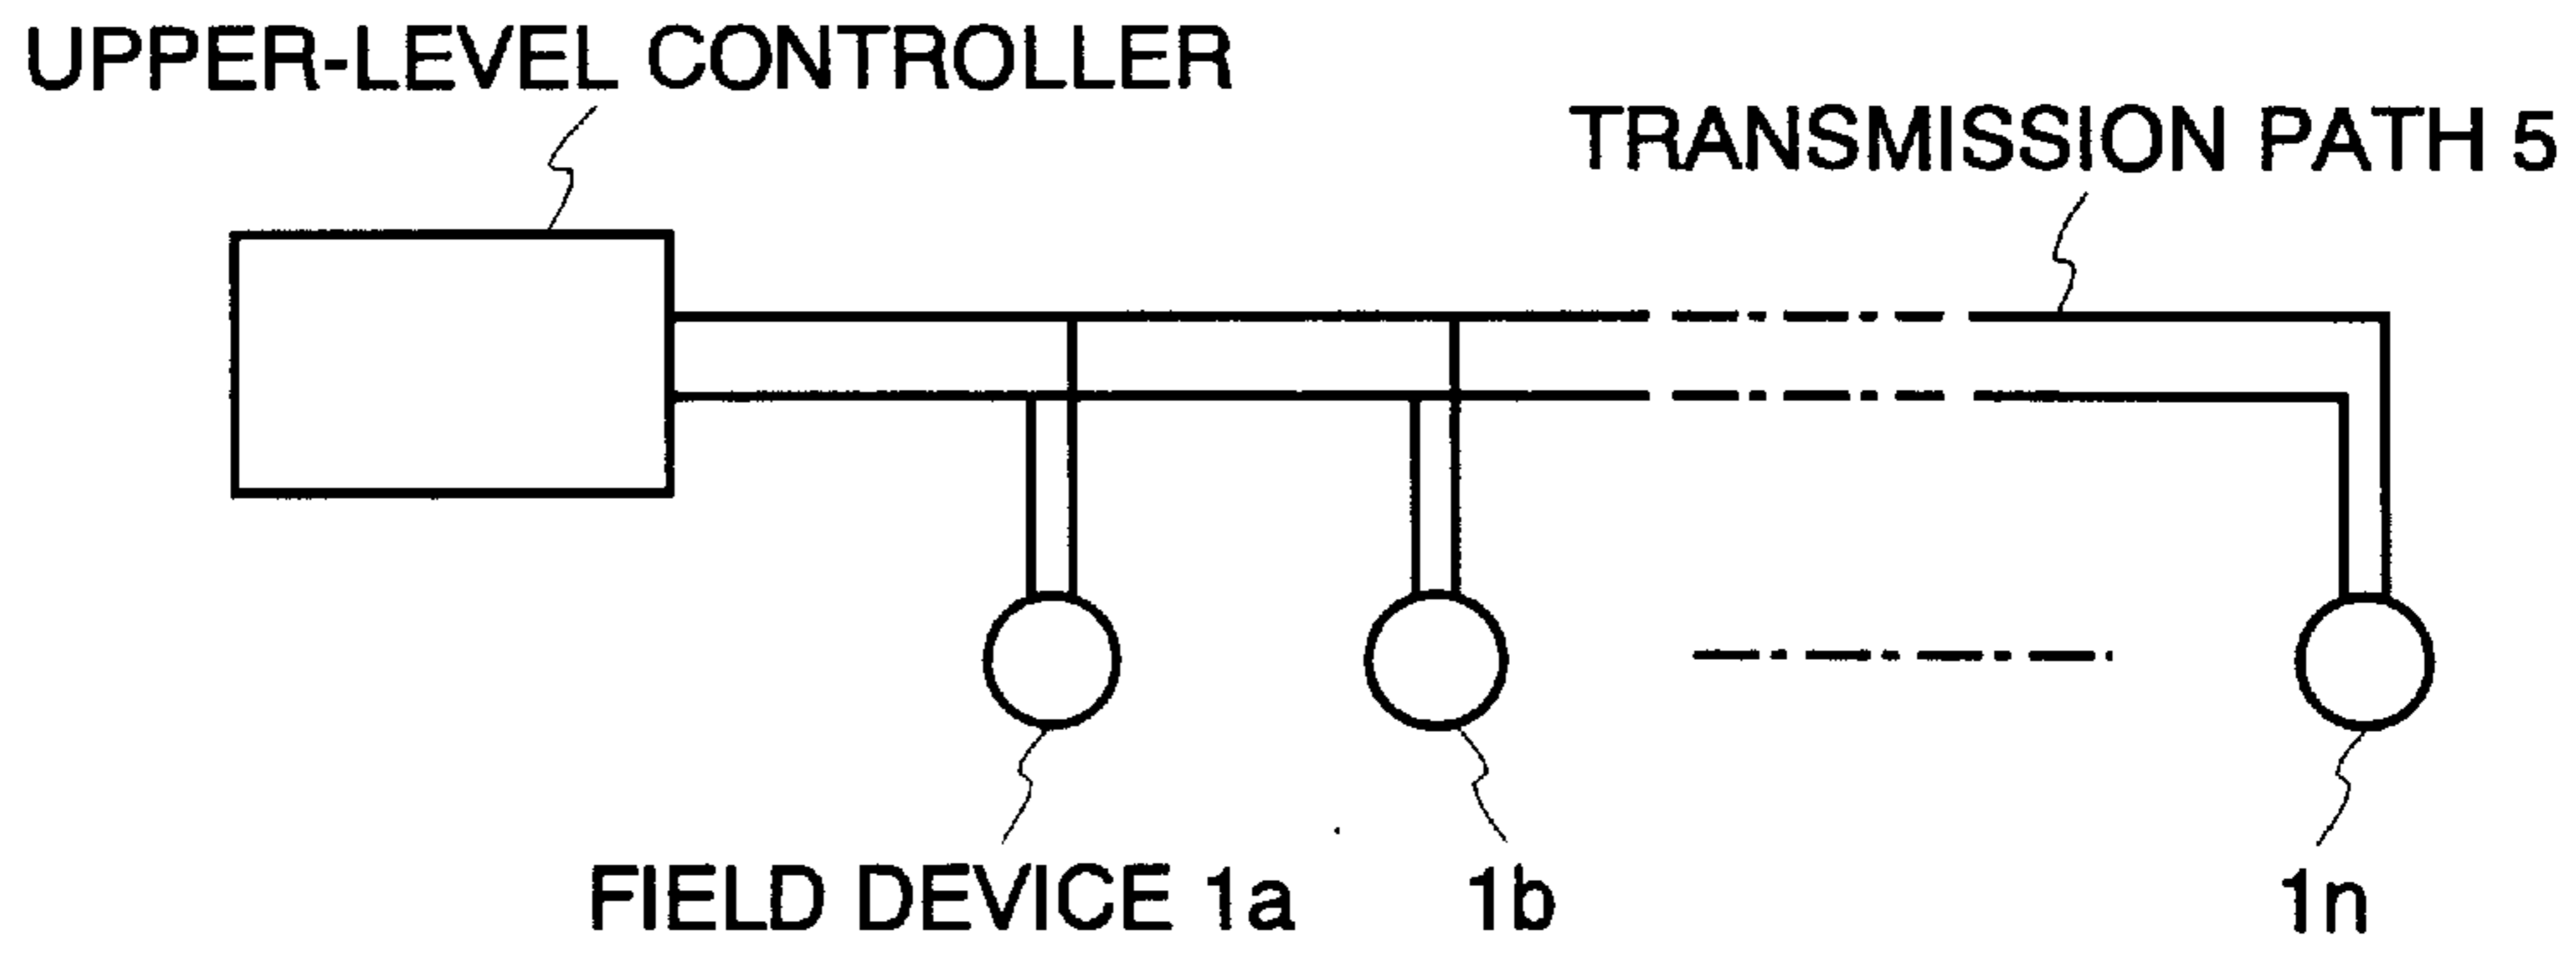 UPPER-LEVEL CONTROLLER
TRANSMISSION PATH 5
FIELD DEVICE 1a
1b
1n